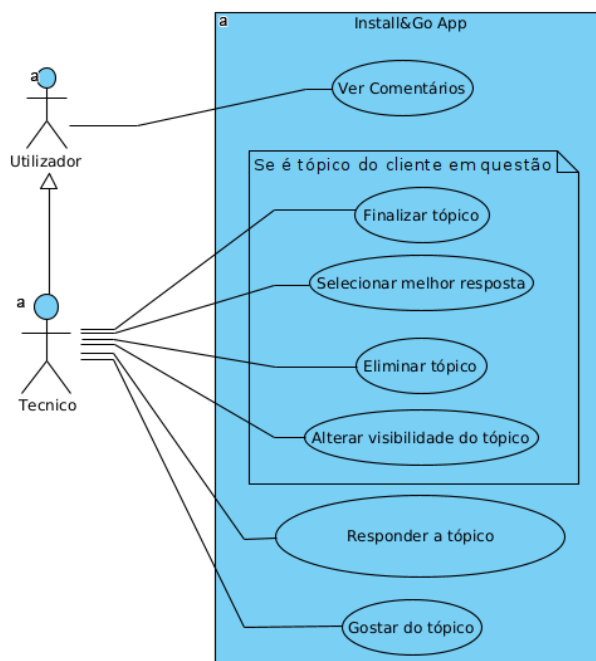 a
Install&Go App
a
Utilizador
Ver Comentários
Se é tópico do cliente em questão
Finalizar tópico
Selecionar melhor resposta
a
Tecnico
Eliminar tópico
Alterar visibilidade do tópico
Responder a tópico
Gostar do tópico